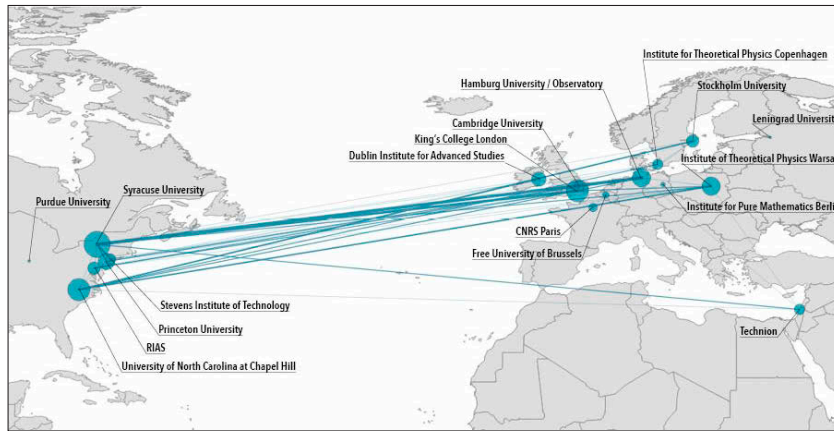 Institute for Theoretical Physics Copenhagen
Hamburg University / Observatory
Stockholm University
Cambridge University
Leningrad University
King's College London
Dublin Institute for Advanced Studies
Institute of Theoretical Physics Warsa
Syracuse University
Purdue University
Institute for Pure Mathematics Berli
CNRS Paris
Free University of Brussels
Stevens Institute of Technology
Princeton University
Technion
RIAS
University of North Carolina at Chapel Hill